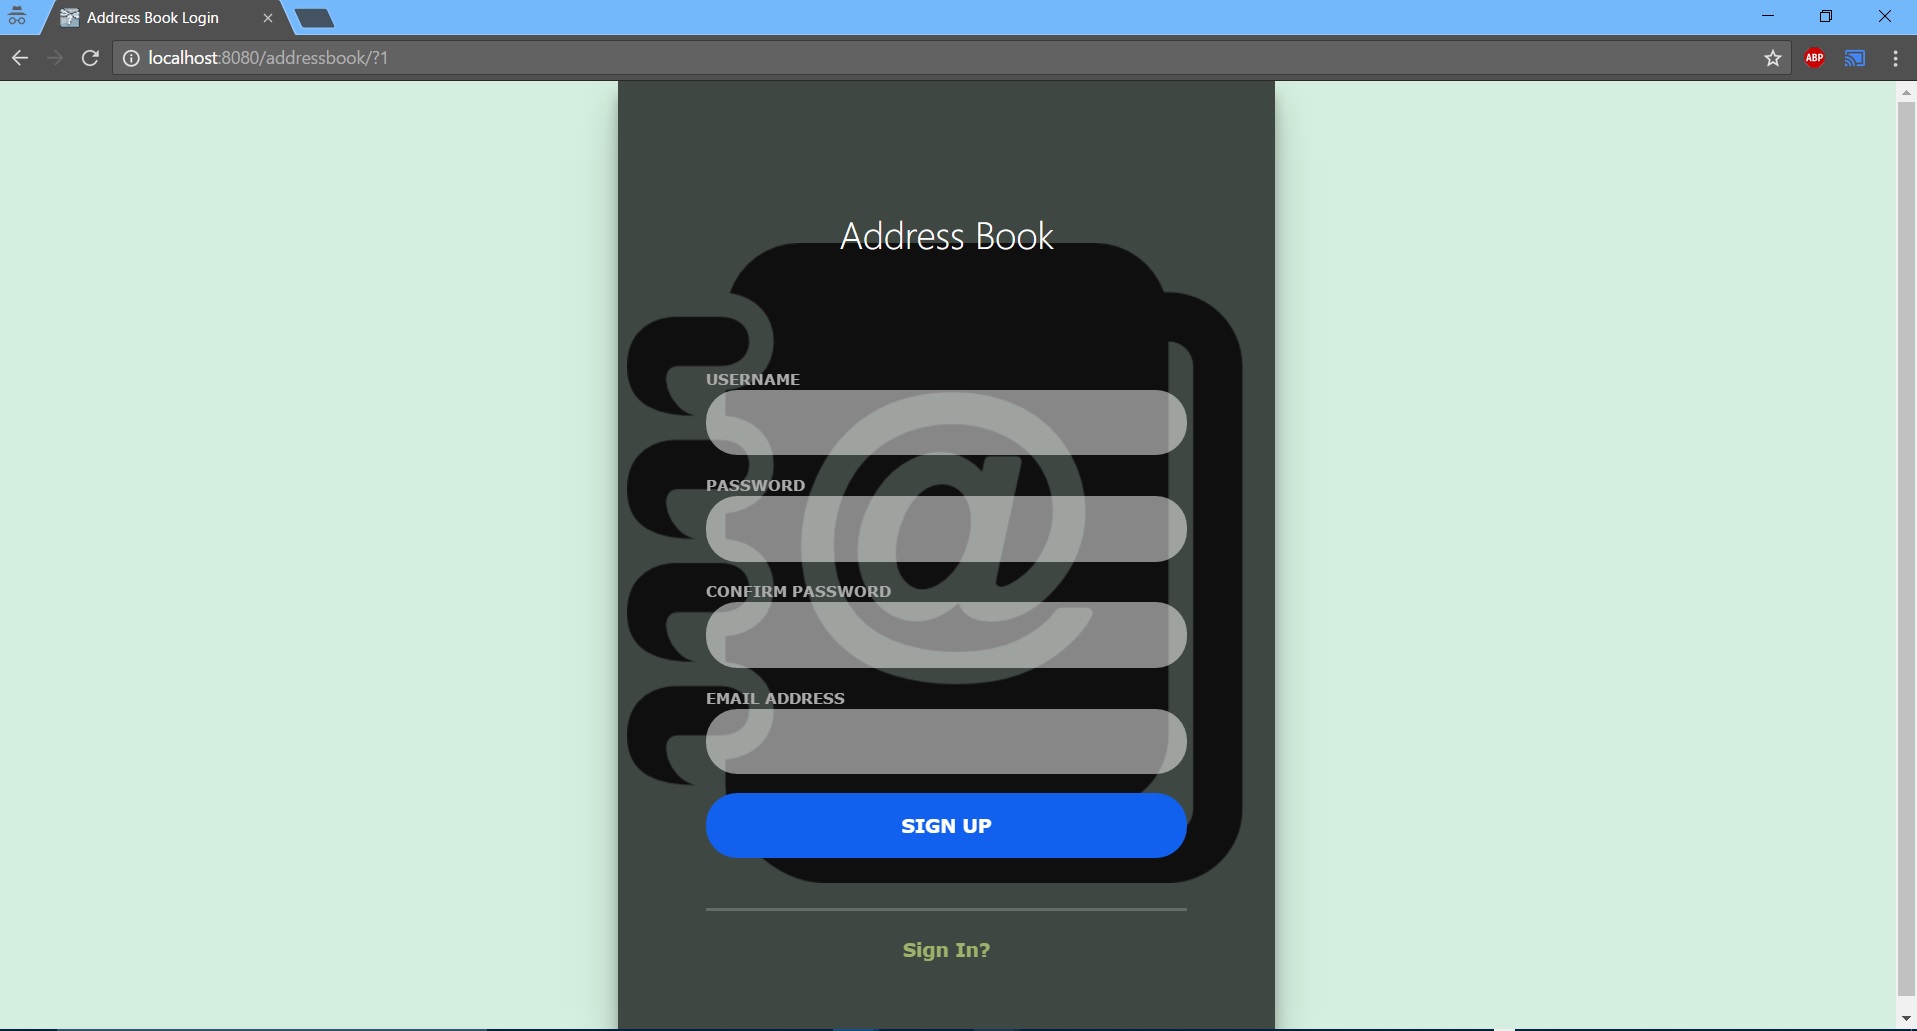 Address Book Login
localhost:8080/addressbook/?1
ABP
Address Book
USERNAME
@
PASSWORD
CONFIRM PASSWORD
EMAIL ADDRESS
SIGN UP
Sign In?